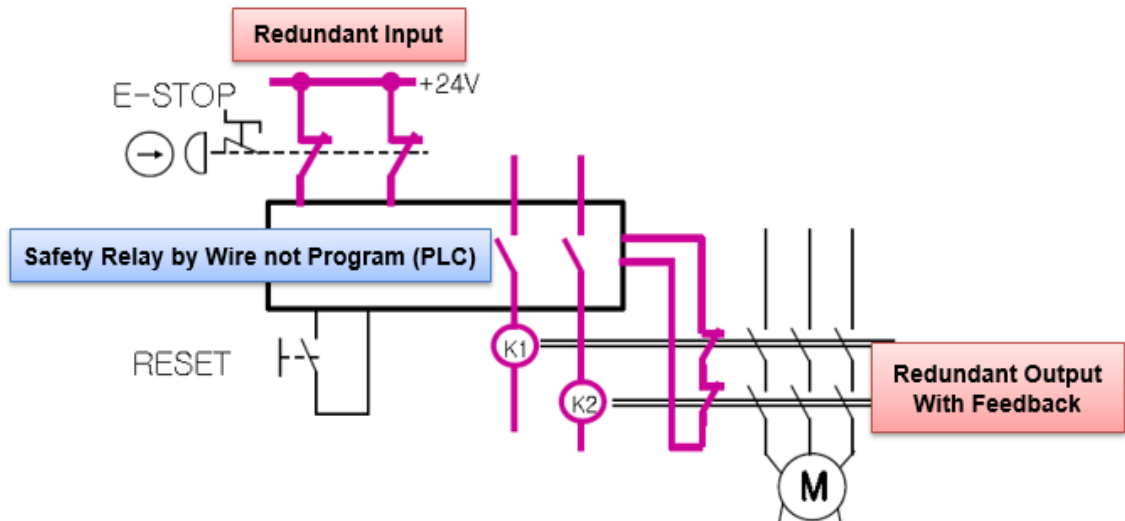 Redundant Input
+24V
E-STOP
Safety Relay by Wire not Program (PLC)
K1
RESET
K2
Redundant Output
With Feedback
M